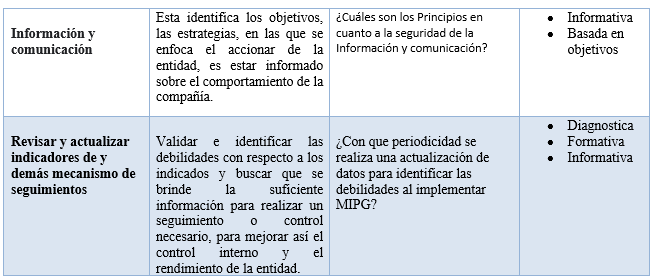 Información y
comunicación
Esta identifica los objetivos,
las estrategias, en las que se
enfoca el accionar de la
entidad, es estar informado
sobre el comportamiento de la
compañía.
¿Cuáles son los Principios en
cuanto a la seguridad de la
Información y comunicación?
• Informativa
• Basada en
objetivos
Revisar y actualizar
indicadores de y
demás mecanismo de
seguimientos
Validar e identificar las
debilidades con respecto a los
indicados y buscar que se
brinde la suficiente
información para realizar un
seguimiento o control
necesario, para mejorar así el
control interno y el
rendimiento de la entidad.
¿Con que periodicidad se
realiza una actualización de
datos para identificar las
debilidades al implementar
MIPG?
• Diagnostica
• Formativa
• Informativa